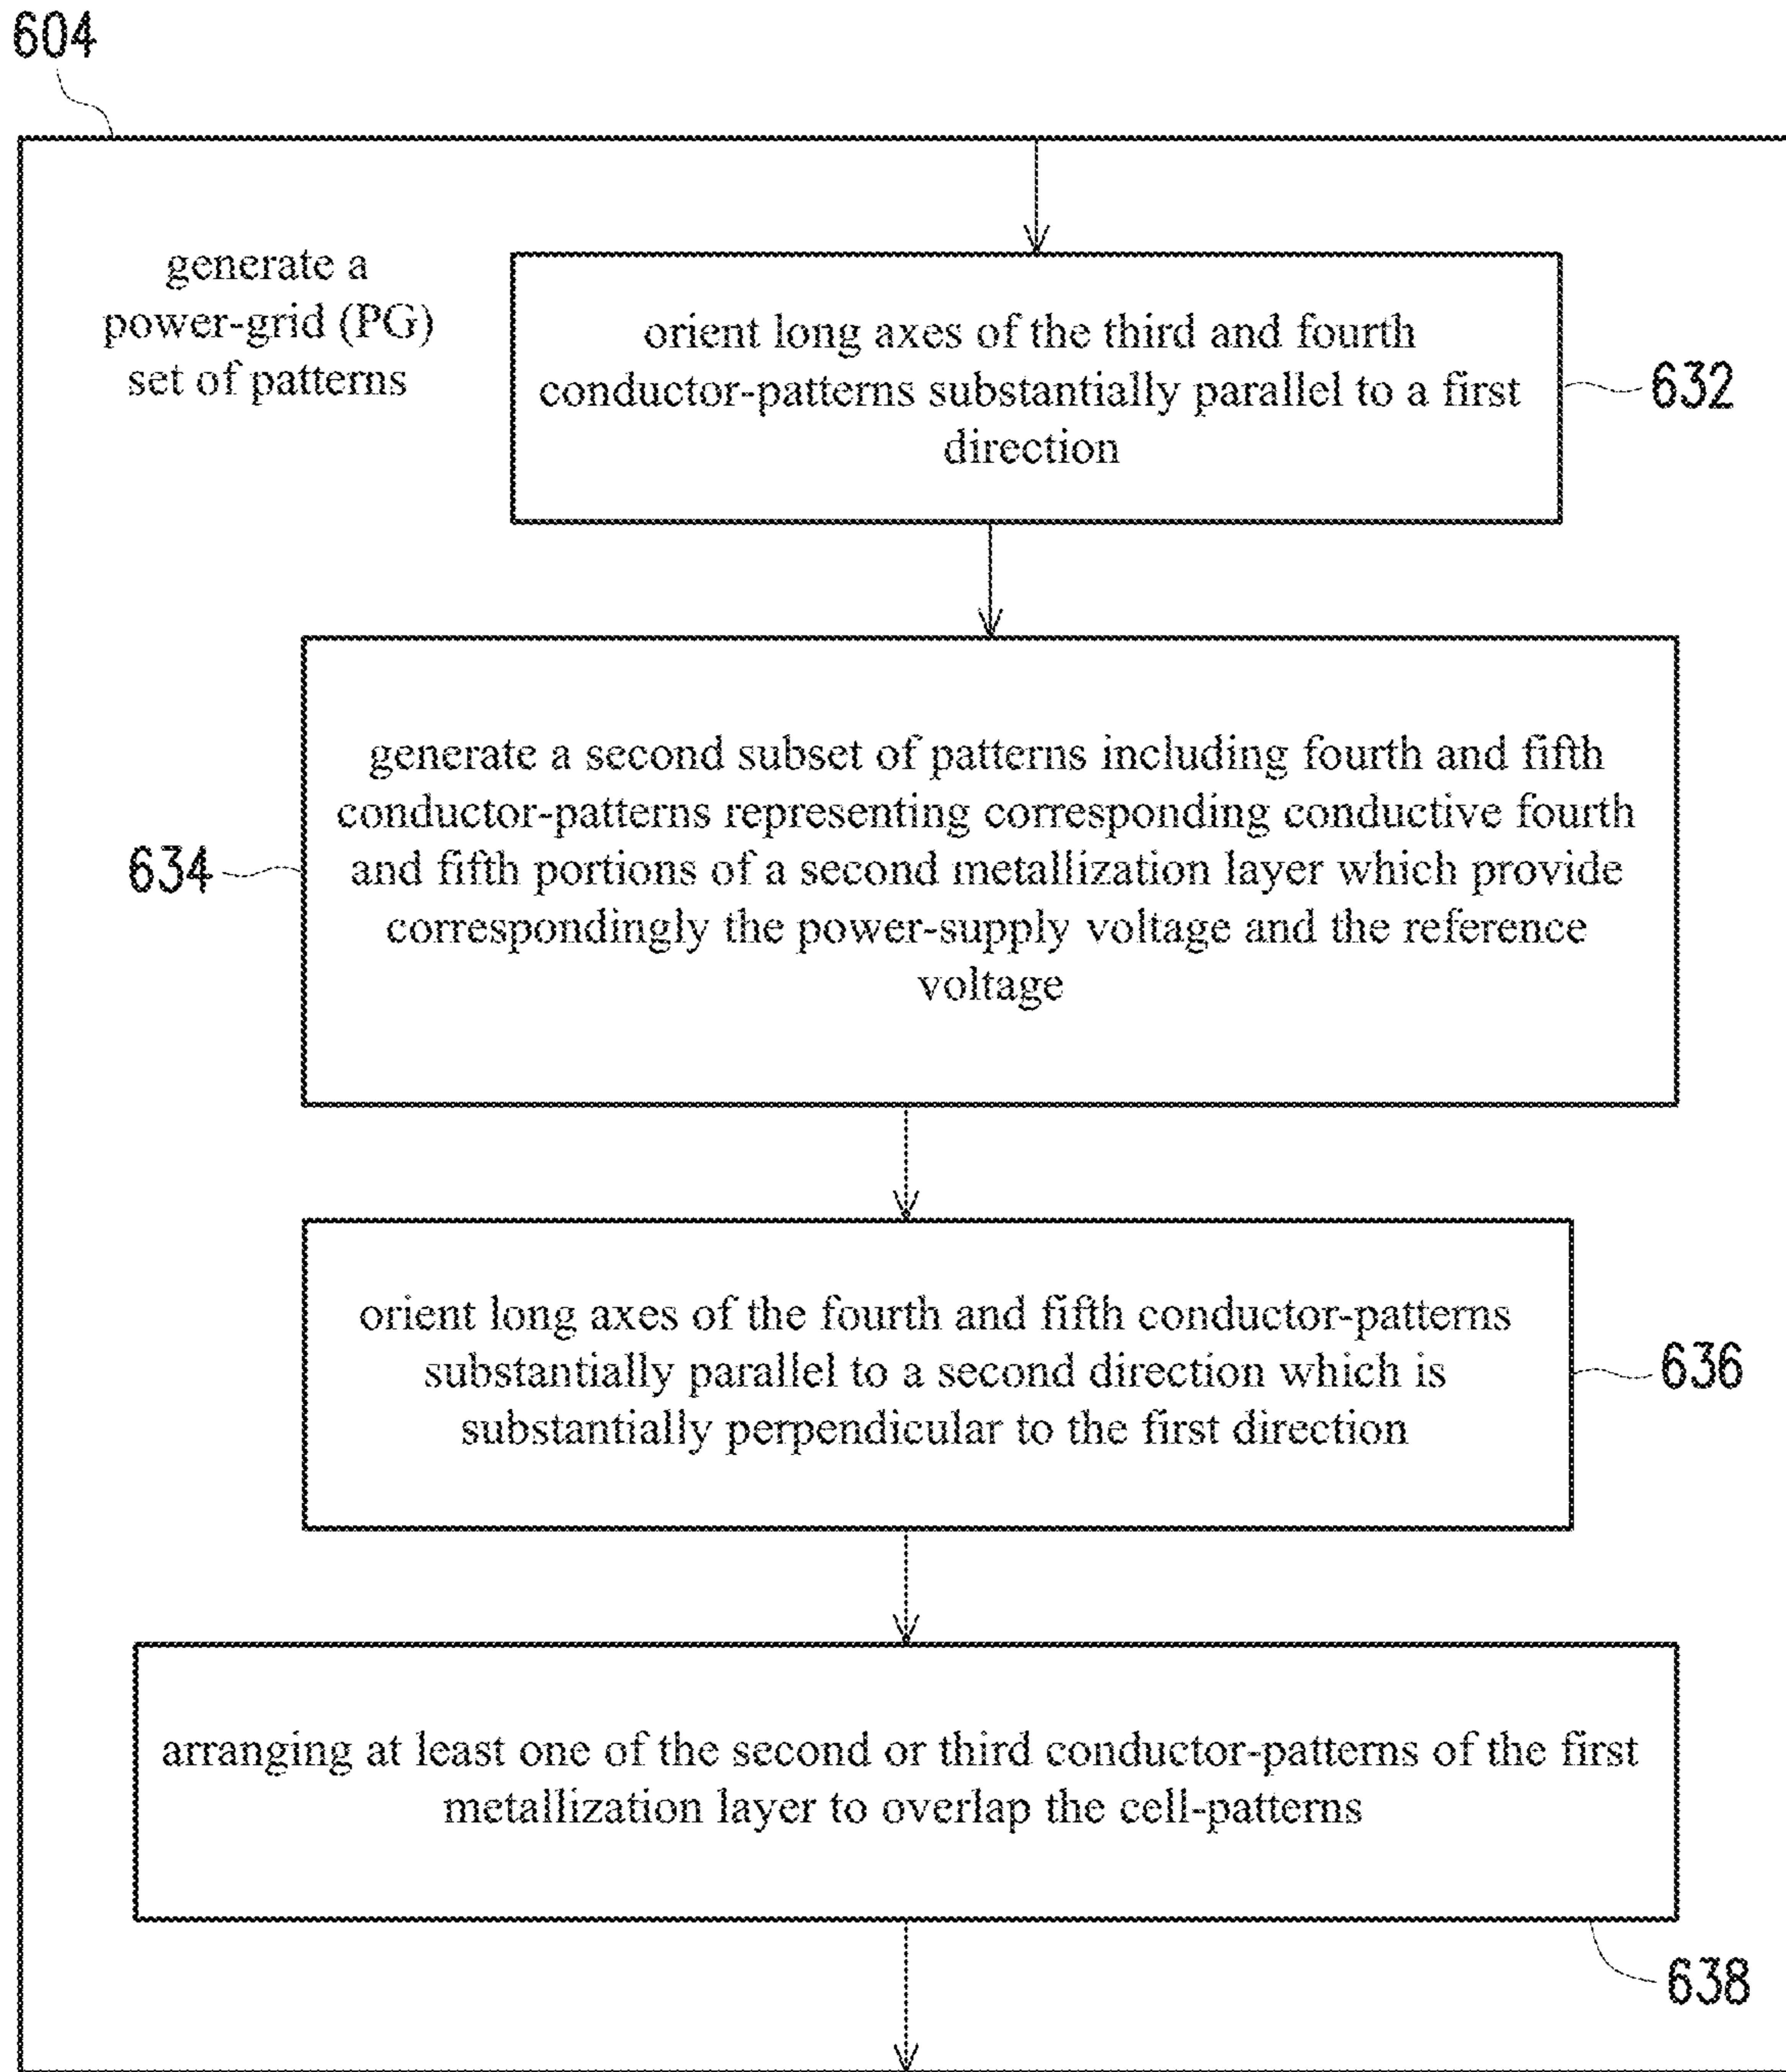 604
generate a
power-grid (PG)
set of patterns
orient long axes of the third and fourth
conductor-patterns substantially parallel to a first
direction
632
generate a second subset of patterns including fourth and fifth
conductor-patterns representing corresponding conductive fourth
and fifth portions of a second metallization layer which provide
correspondingly the power-supply voltage and the reference
voltage
634
orient long axes of the fourth and fifth conductor-patterns
substantially parallel to a second direction which is
substantially perpendicular to the first direction
636
arranging at least one of the second or third conductor-patterns of the first
metallization layer to overlap the cell-patterns
638